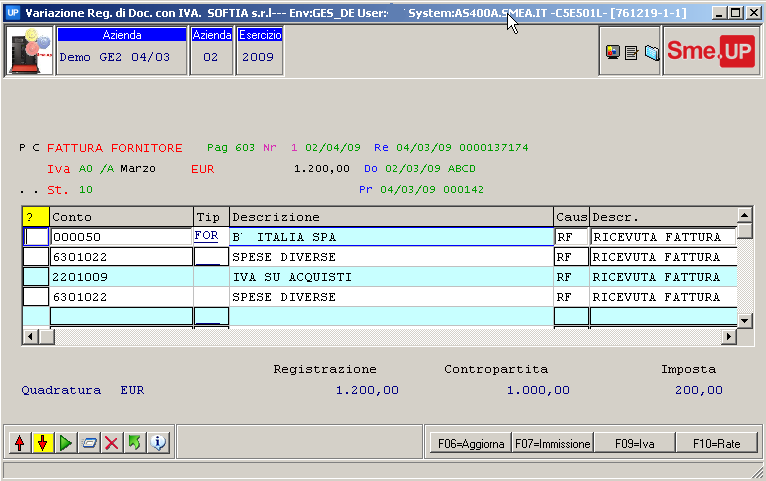 UP Variazione Reg. di Doc. con IVA. SOFTIA s.r.l--- Env:GES_DE User: System:AS400A.SMEA.IT -C5E501L- [761219-1-1]
Azienda Azienda Esercizio
Demo GE2 04/03 02 2009
Sme.UP
P C FATTURA FORNITORE Pag 603 Nr 1 02/04/09 Re 04/03/09 0000137174
Iva A0 /A Marzo EUR 1.200,00 Do 02/03/09 ABCD
. . St. 10 Pr 04/03/09 000142
? Conto Tip Descrizione Caus Descr.
000050 FOR B ITALIA SPA RF RICEVUTA FATTURA
6301022 SPESE DIVERSE RF RICEVUTA FATTURA
2201009 IVA SU ACQUISTI RF RICEVUTA FATTURA
6301022 SPESE DIVERSE RF RICEVUTA FATTURA
Registrazione Contropartita Imposta
Quadratura EUR 1.200,00 1.000,00 200,00
F06=Aggiorna F07=Immissione F09=Iva F10=Rate